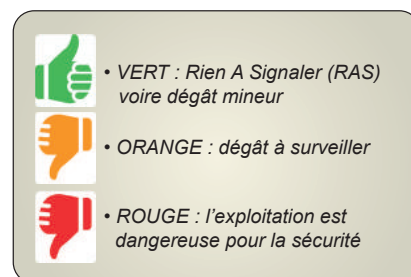 • VERT : Rien A Signaler (RAS)
voire dégât mineur
• ORANGE : dégât à surveiller
• ROUGE : l’exploitation est
dangereuse pour la sécurité